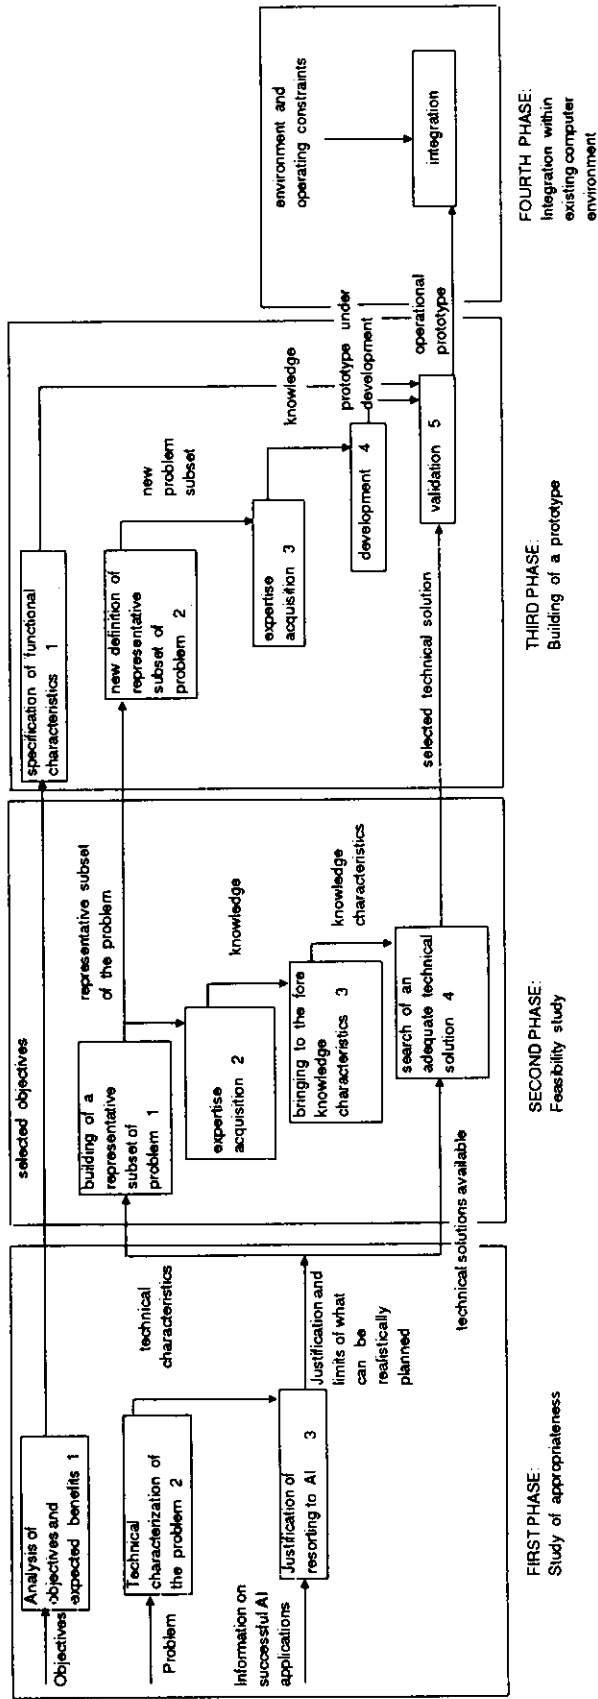 Objectives
Analysis of
objectives and
expected benefits 1
Problem
Technical
characterization of
the problem 2
technical
characteristics
Information on
successful AI
applications
Justification of
resorting to AI 3
Justification and
limits of what
can be
realistically
planned
technical solutions available
FIRST PHASE:
Study of appropriateness
selected objectives
building of a
representative
subset of
problem 1
representative subset
of the problem
expertise
acquisition 2
knowledge
bringing to the fore
knowledge
characteristics 3
knowledge
characteristics
search of an
adequate technical
solution 4
SECOND PHASE:
Feasibility study
specification of functional
characteristics 1
new definition of
representative
subset of
problem 2
new
problem
subset
expertise
acquisition 3
knowledge
development 4
prototype under
development
selected technical solution
validation 5
operational
prototype
THIRD PHASE:
Building of a prototype
environment and
operating constraints
integration
FOURTH PHASE:
Integration within
existing computer
environment